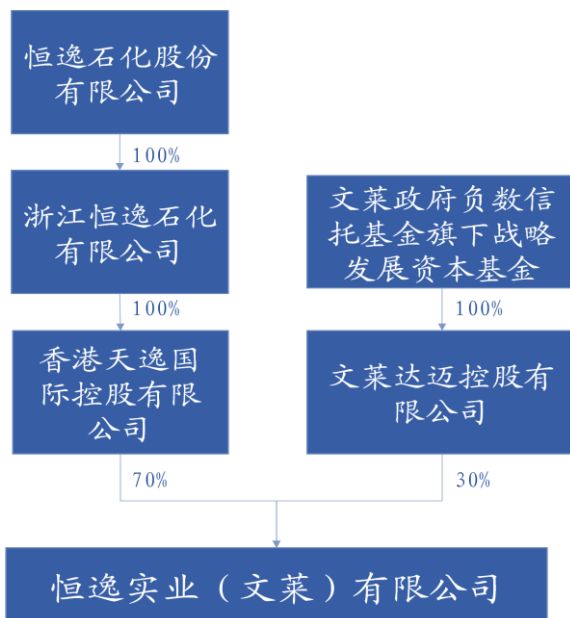 恒逸石化股份
有限公司
100%
浙江恒逸石化
有限公司
文莱政府负数信
托基金旗下战略
发展资本基金
100%
100%
香港天逸国
际控股有限
公司
文莱达迈控股有
限公司
70%
30%
恒逸实业（文莱）有限公司